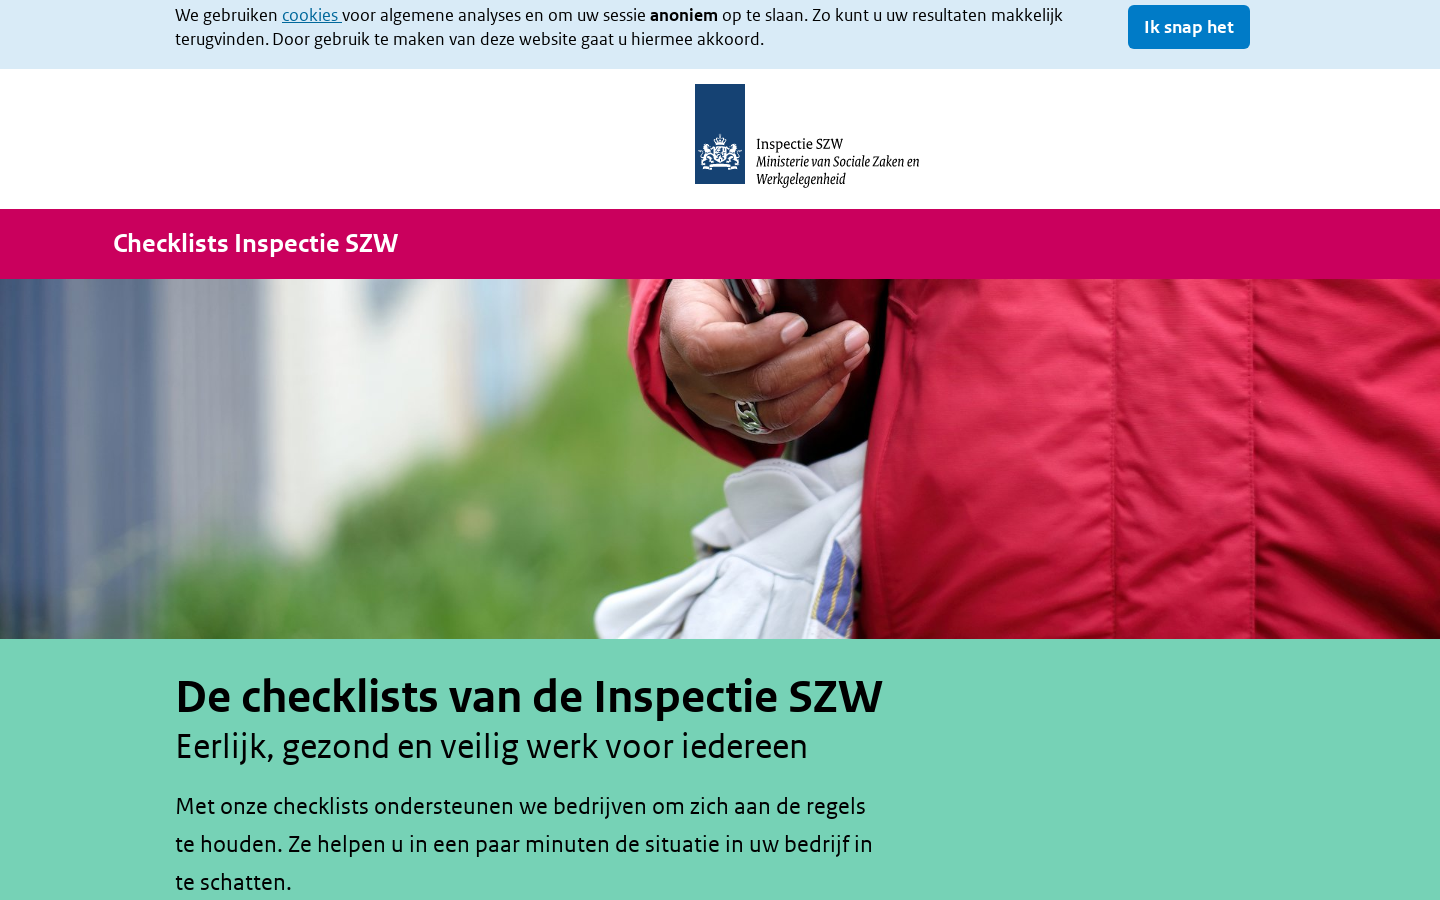 We gebruiken cookies voor algemene analyses en om uw sessie anoniem op te slaan. Zo kunt u uw resultaten makkelijk
terugvinden. Door gebruik te maken van deze website gaat u hiermee akkoord.
Ik snap het
Inspectie SZW
Ministerie van Sociale Zaken en
Werkgelegenheid
Checklists Inspectie SZW
De checklists van de Inspectie SZW
Eerlijk, gezond en veilig werk voor iedereen
Met onze checklists ondersteunen we bedrijven om zich aan de regels
te houden. Ze helpen u in een paar minuten de situatie in uw bedrijf in
te schatten.